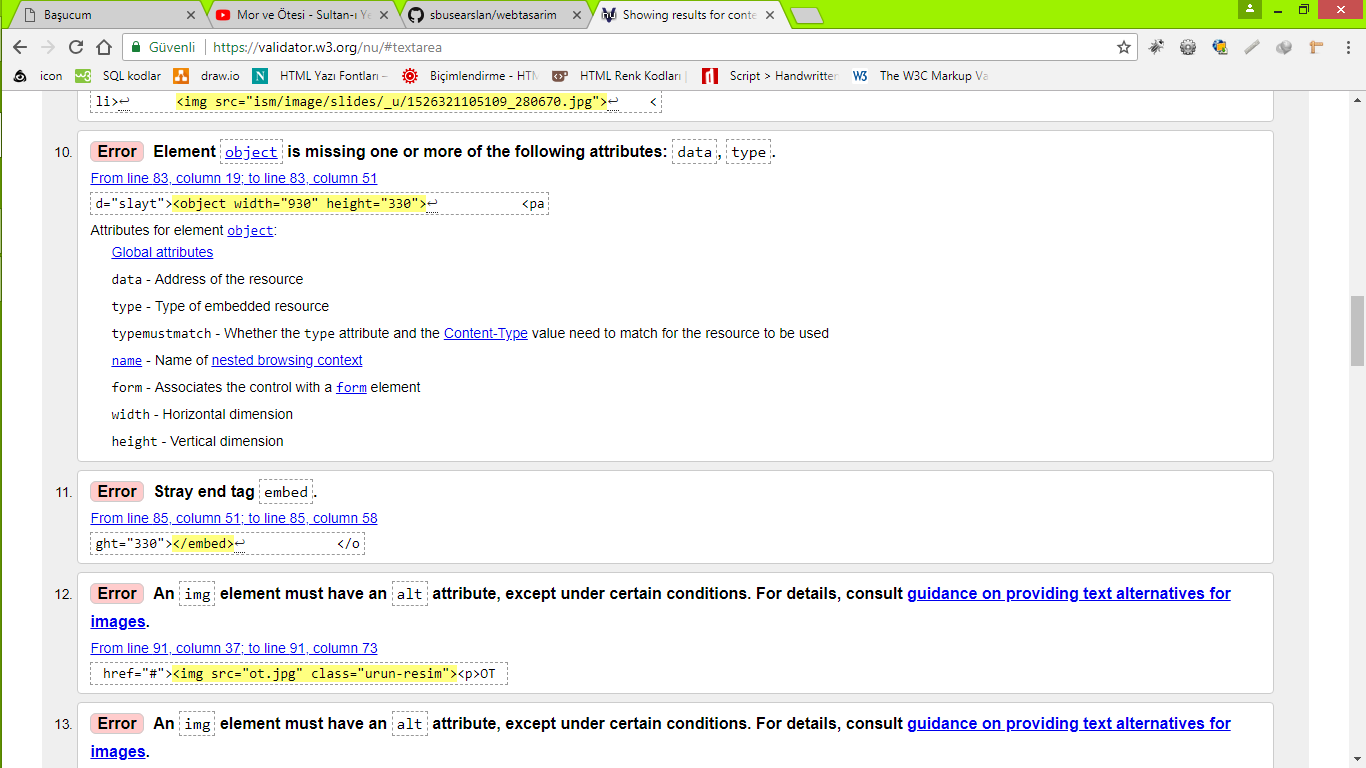 Başucum
Mor ve Ötesi - Sultan-ı Ye
sbusearslan/webtasarim
Showing results for conte
Güvenli
https://validator.w3.org/nu/#textarea
icon
SQL kodlar
draw.io
HTML Yazı Fontları –
Biçimlendirme - HTM
HTML Renk Kodları |
Script > Handwritten
The W3C Markup Va
li>↩ <img src="ism/image/slides/_u/1526321105109_280670.jpg">↩ <
10. Error Element object is missing one or more of the following attributes: data, type.
From line 83, column 19; to line 83, column 51
d="slayt"><object width="930" height="330">↩ <pa
Attributes for element object:
Global attributes
data - Address of the resource
type - Type of embedded resource
typemustmatch - Whether the type attribute and the Content-Type value need to match for the resource to be used
name - Name of nested browsing context
form - Associates the control with a form element
width - Horizontal dimension
height - Vertical dimension
11. Error Stray end tag embed.
From line 85, column 51; to line 85, column 58
ght="330"></embed>↩ </o
12. Error An img element must have an alt attribute, except under certain conditions. For details, consult guidance on providing text alternatives for
images.
From line 91, column 37; to line 91, column 73
href="#"><img src="ot.jpg" class="urun-resim"><p>OT
13. Error An img element must have an alt attribute, except under certain conditions. For details, consult guidance on providing text alternatives for
images.